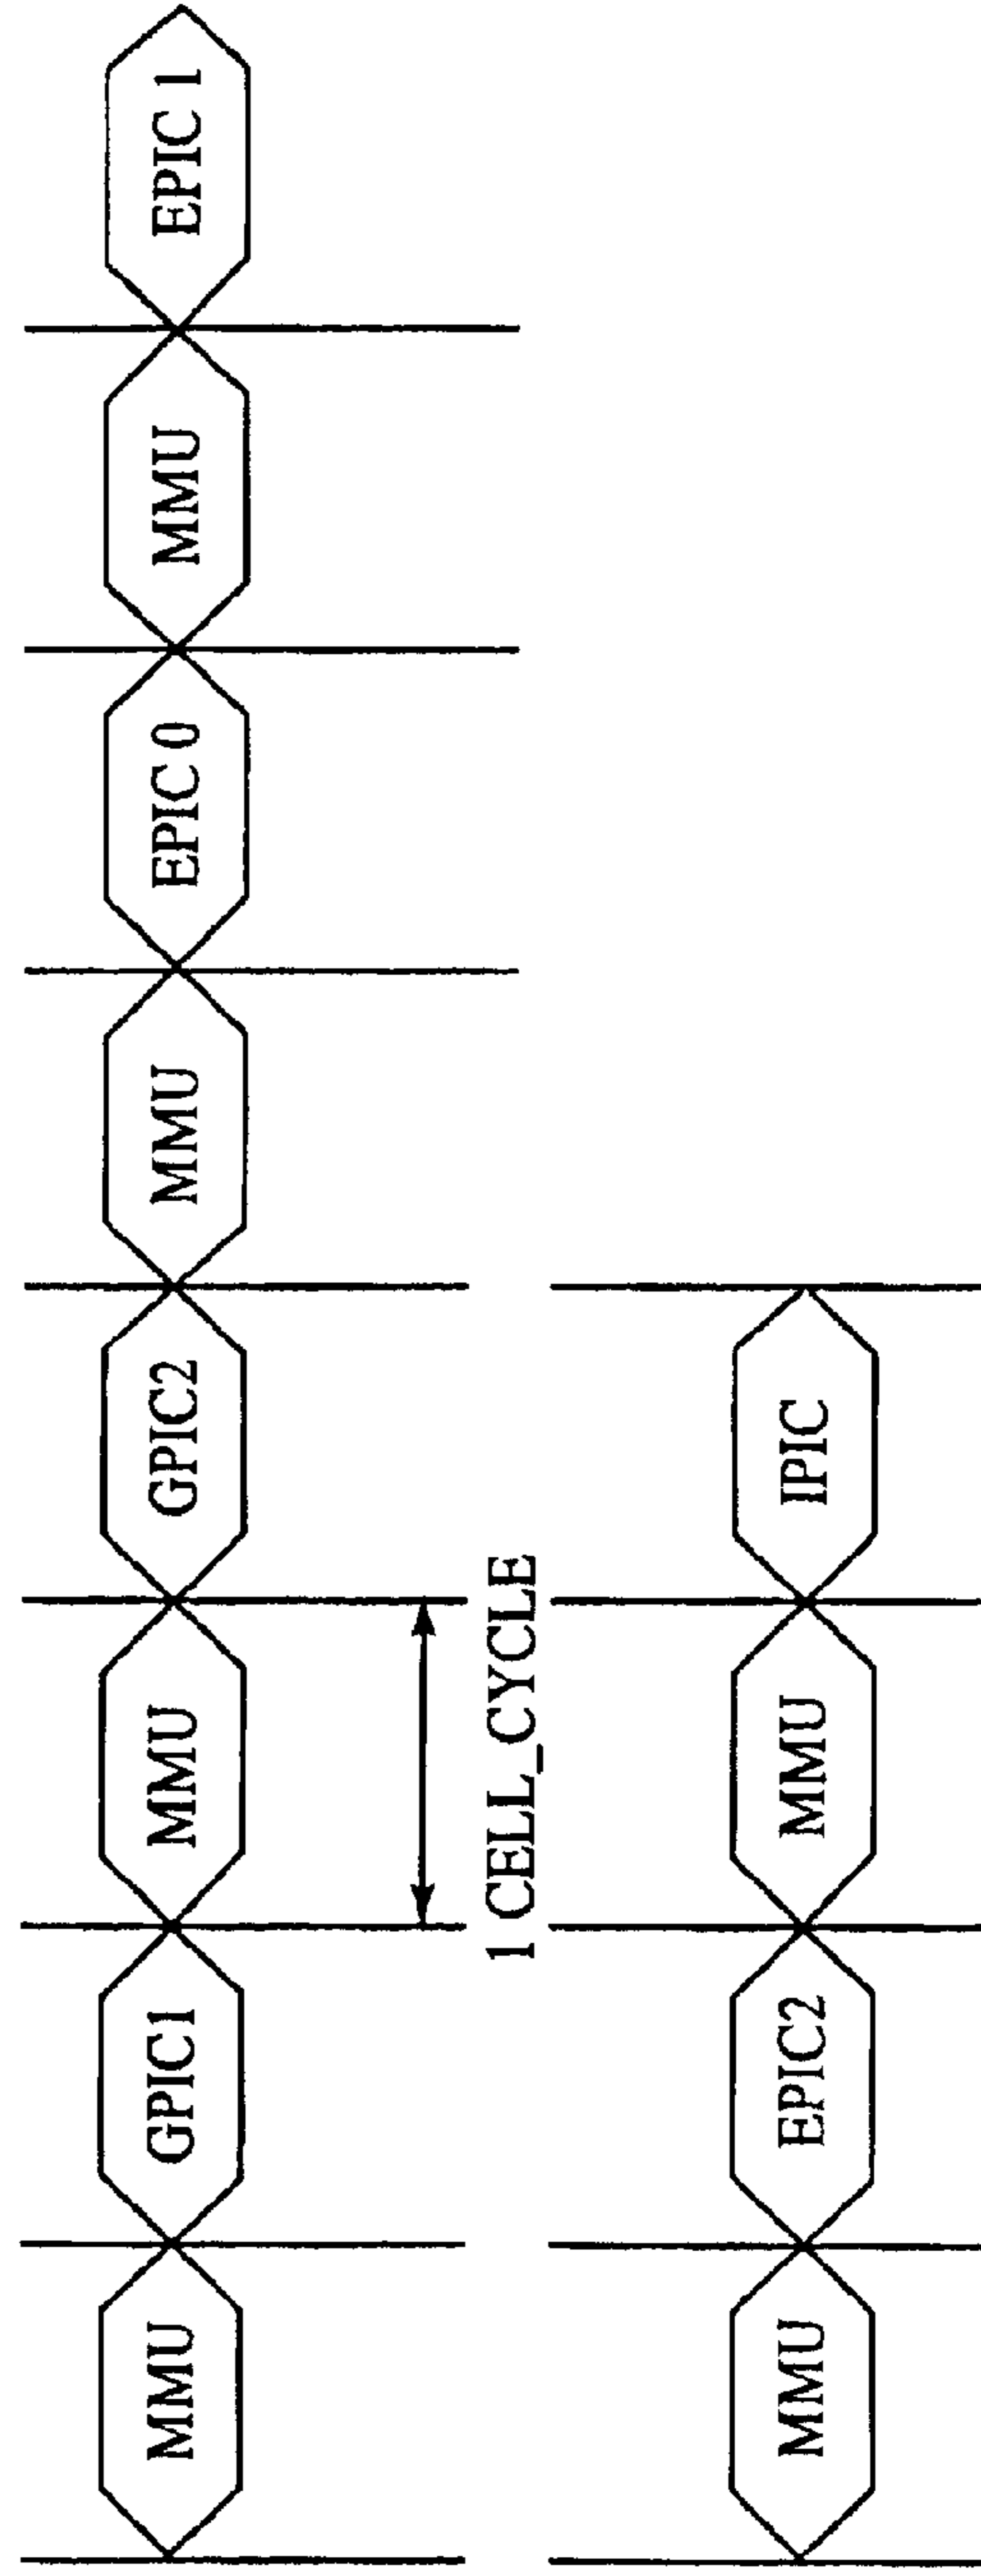 MMU
GPIC1
MMU
GPIC2
MMU
EPIC 0
MMU
EPIC 1
1 CELL_CYCLE
MMU
EPIC2
MMU
IPIC